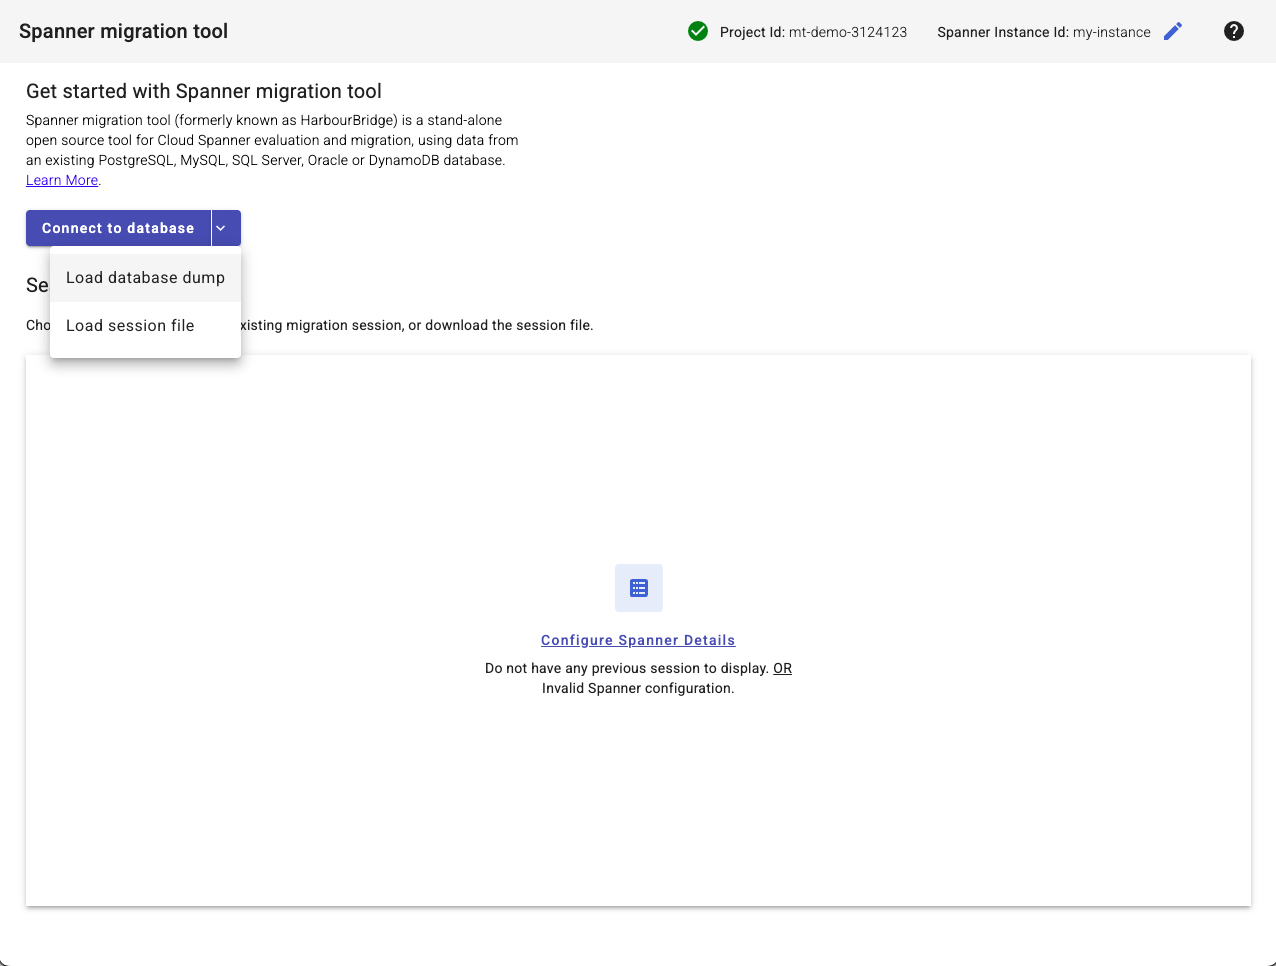 Spanner migration tool
Project Id: mt-demo-3124123 Spanner Instance Id: my-instance
Get started with Spanner migration tool
Spanner migration tool (formerly known as HarbourBridge) is a stand-alone
open source tool for Cloud Spanner evaluation and migration, using data from
an existing PostgreSQL, MySQL, SQL Server, Oracle or DynamoDB database.
Learn More.
Connect to database
Load database dump
Load session file
migration session, or download the session file.
Configure Spanner Details
Do not have any previous session to display. OR
Invalid Spanner configuration.